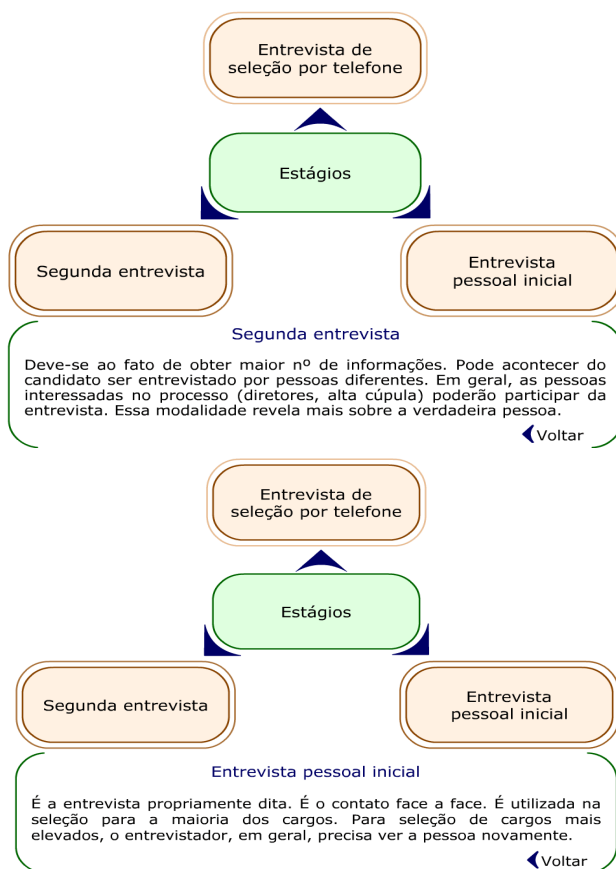 Entrevista de
seleção por telefone
Estágios
Segunda entrevista
Entrevista
pessoal inicial
Segunda entrevista
Deve-se ao fato de obter maior nº de informações. Pode acontecer do
candidato ser entrevistado por pessoas diferentes. Em geral, as pessoas
interessadas no processo (diretores, alta cúpula) poderão participar da
entrevista. Essa modalidade revela mais sobre a verdadeira pessoa.
Voltar
Entrevista de
seleção por telefone
Estágios
Segunda entrevista
Entrevista
pessoal inicial
Entrevista pessoal inicial
É a entrevista propriamente dita. É o contato face a face. É utilizada na
seleção para a maioria dos cargos. Para seleção de cargos mais
elevados, o entrevistador, em geral, precisa ver a pessoa novamente.
Voltar